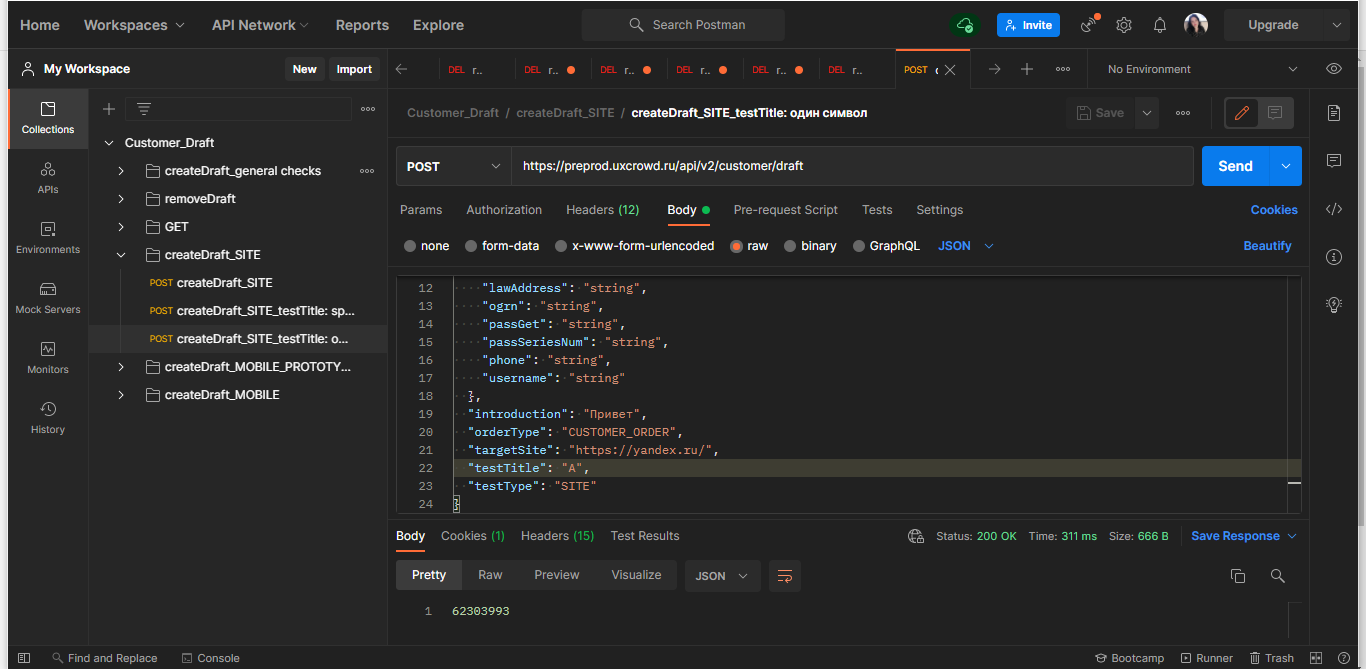 Home Workspaces API Network Reports Explore Search Postman Invite Upgrade
My Workspace New Import DEL r.. DEL r.. DEL r.. DEL r.. DEL r.. DEL r.. POST No Environment
Collections
APIs
Environments
Mock Servers
Monitors
History
Customer_Draft
createDraft_general checks
removeDraft
GET
createDraft_SITE
POST createDraft_SITE
POST createDraft_SITE_testTitle: sp...
POST createDraft_SITE_testTitle: o...
createDraft_MOBILE_PROTOTY...
createDraft_MOBILE
Customer_Draft / createDraft_SITE / createDraft_SITE_testTitle: один символ Save
POST https://preprod.uxcrowd.ru/api/v2/customer/draft Send
Params Authorization Headers (12) Body Pre-request Script Tests Settings Cookies
none form-data x-www-form-urlencoded raw binary GraphQL JSON Beautify
12 "lawAddress": "string",
13 "ogrn": "string",
14 "passGet": "string",
15 "passSeriesNum": "string",
16 "phone": "string",
17 "username": "string"
18 },
19 "introduction": "Привет",
20 "orderType": "CUSTOMER_ORDER",
21 "targetSite": "https://yandex.ru/",
22 "testTitle": "A",
23 "testType": "SITE"
24 }
Body Cookies (1) Headers (15) Test Results Status: 200 OK Time: 311 ms Size: 666 B Save Response
Pretty Raw Preview Visualize JSON
1 62303993
Find and Replace Console Bootcamp Runner Trash